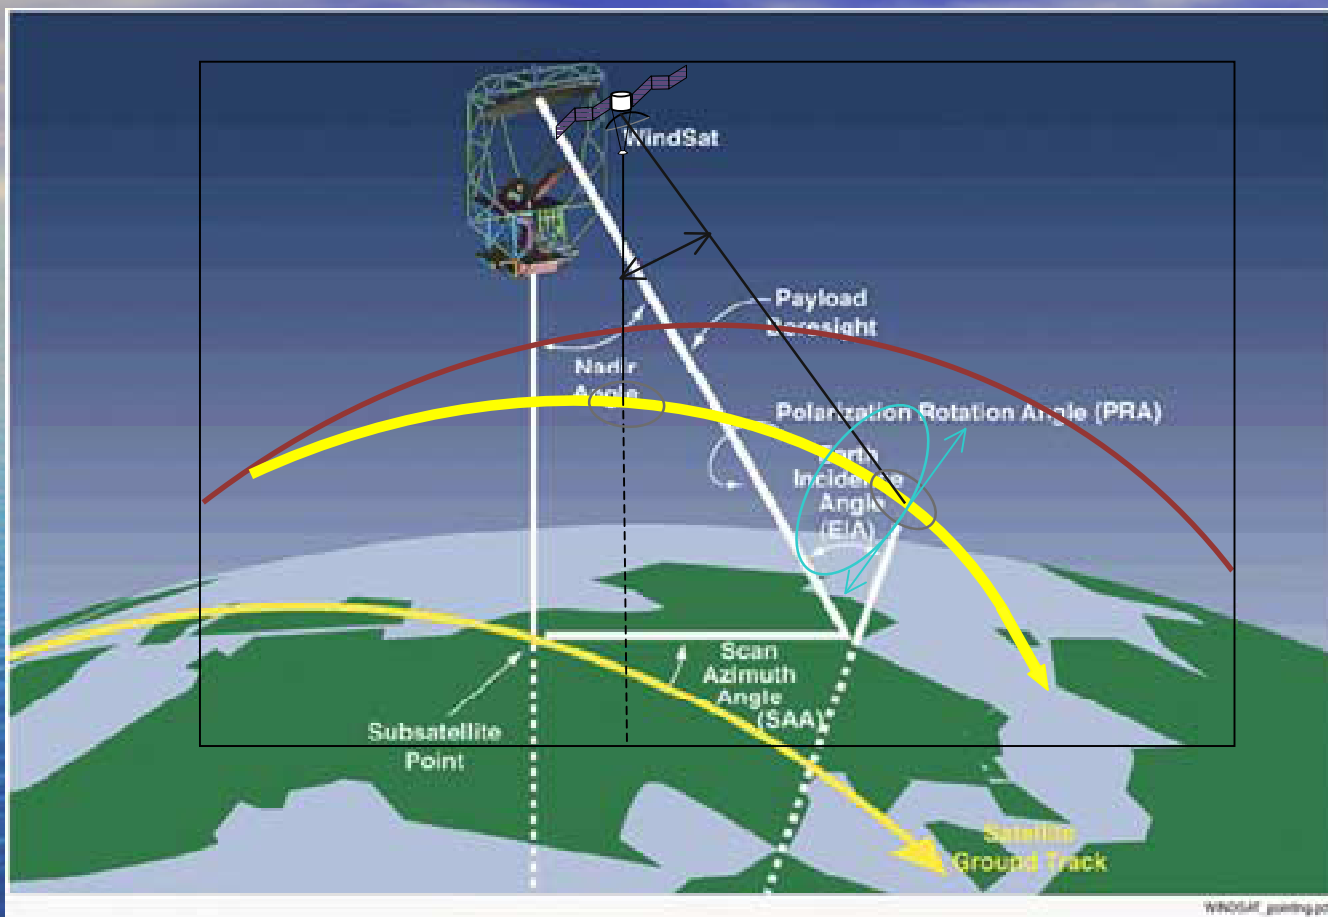 WindSat
Payload
Boresight
Nadir
Angle
Polarization Rotation Angle (PRA)
Earth
Incidence
Angle
(EIA)
Scan
Azimuth
Angle
(SAA)
Subsatellite
Point
Satellite
Ground Track